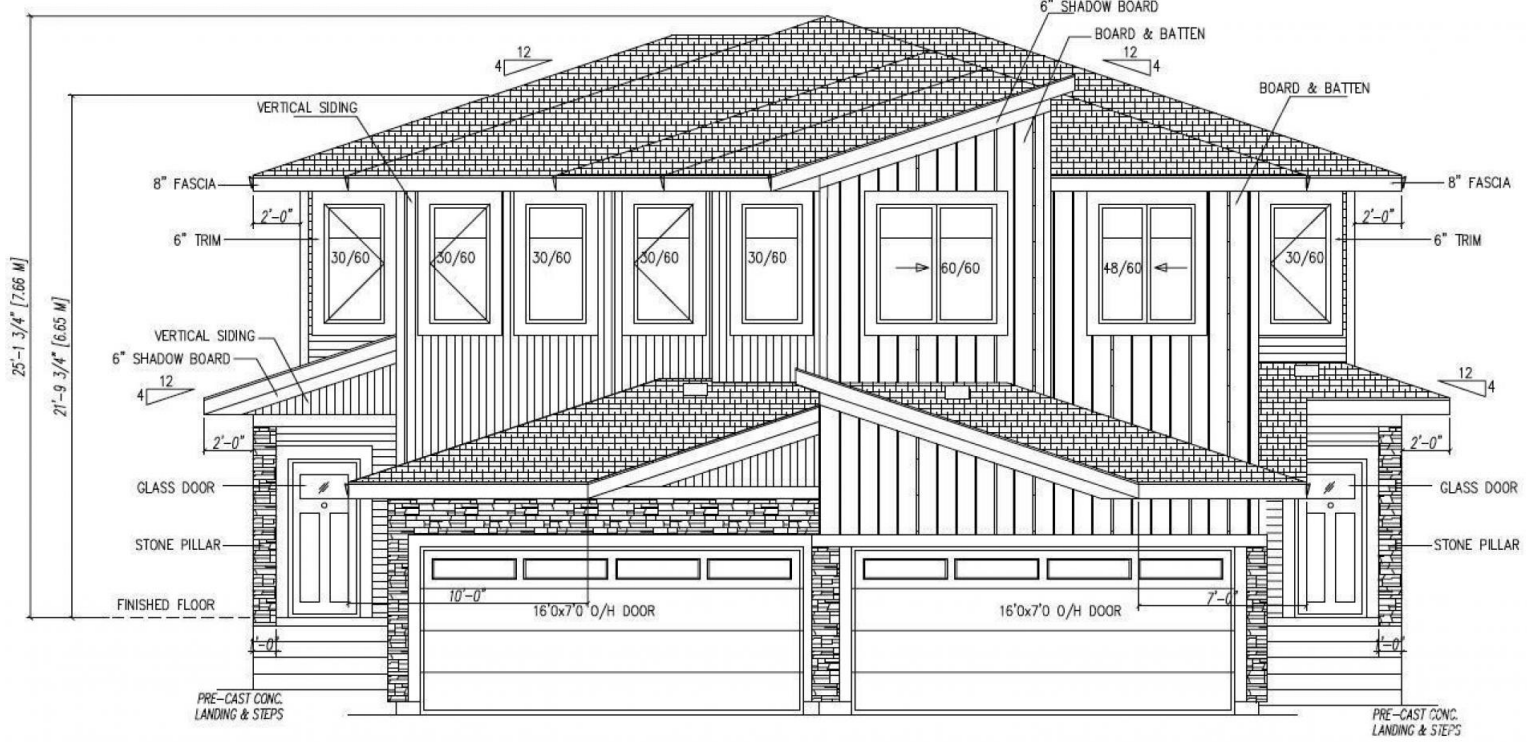 6" SHADOW BOARD
BOARD & BATTEN
12
4
12
4
BOARD & BATTEN
VERTICAL SIDING
8" FASCIA
8" FASCIA
2'-0"
2'-0"
6" TRIM
6" TRIM
30/60
30/60
30/60
30/60
30/60
60/60
48/60
30/60
25'-1 3/4" [7.66 M]
21'-9 3/4" [6.65 M]
VERTICAL SIDING
6" SHADOW BOARD
12
4
12
4
2'-0"
2'-0"
GLASS DOOR
GLASS DOOR
STONE PILLAR
STONE PILLAR
10'-0"
7'-0"
FINISHED FLOOR
16'0x7'0 O/H DOOR
16'0x7'0 O/H DOOR
1'-0"
1'-0"
PRE-CAST CONC.
LANDING & STEPS
PRE-CAST CONC.
LANDING & STEPS